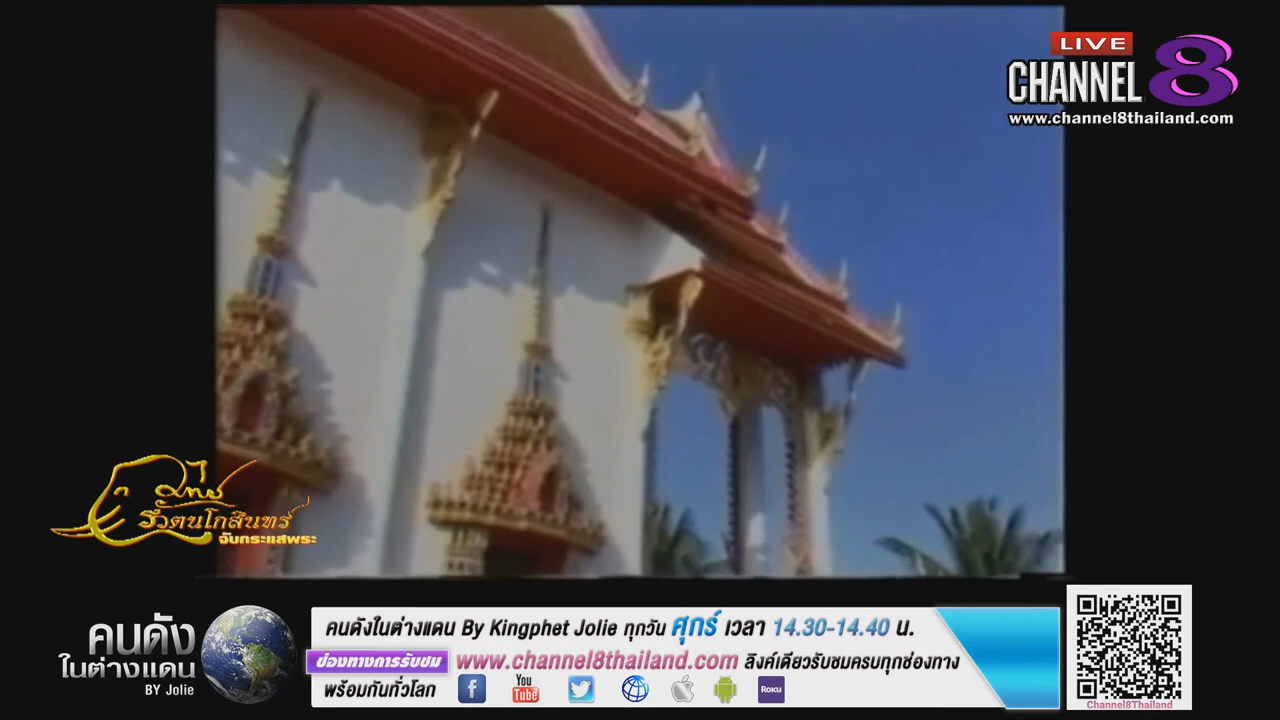 LIVE
CHANNEL 8
www.channel8thailand.com
รัตนโกสินทร์
จับกระแสพระ
คนดัง
ในต่างแดน
BY Jolie
คนดังในต่างแดน By Kingphet Jolie ทุกวัน ศุกร์ เวลา 14.30-14.40 น.
ช่องทางการรับชม www.channel8thailand.com ลิงค์เดียวรับชมครบทุกช่องทาง
พร้อมกันทั่วโลก f You Tube ROKU
Channel8Thailand